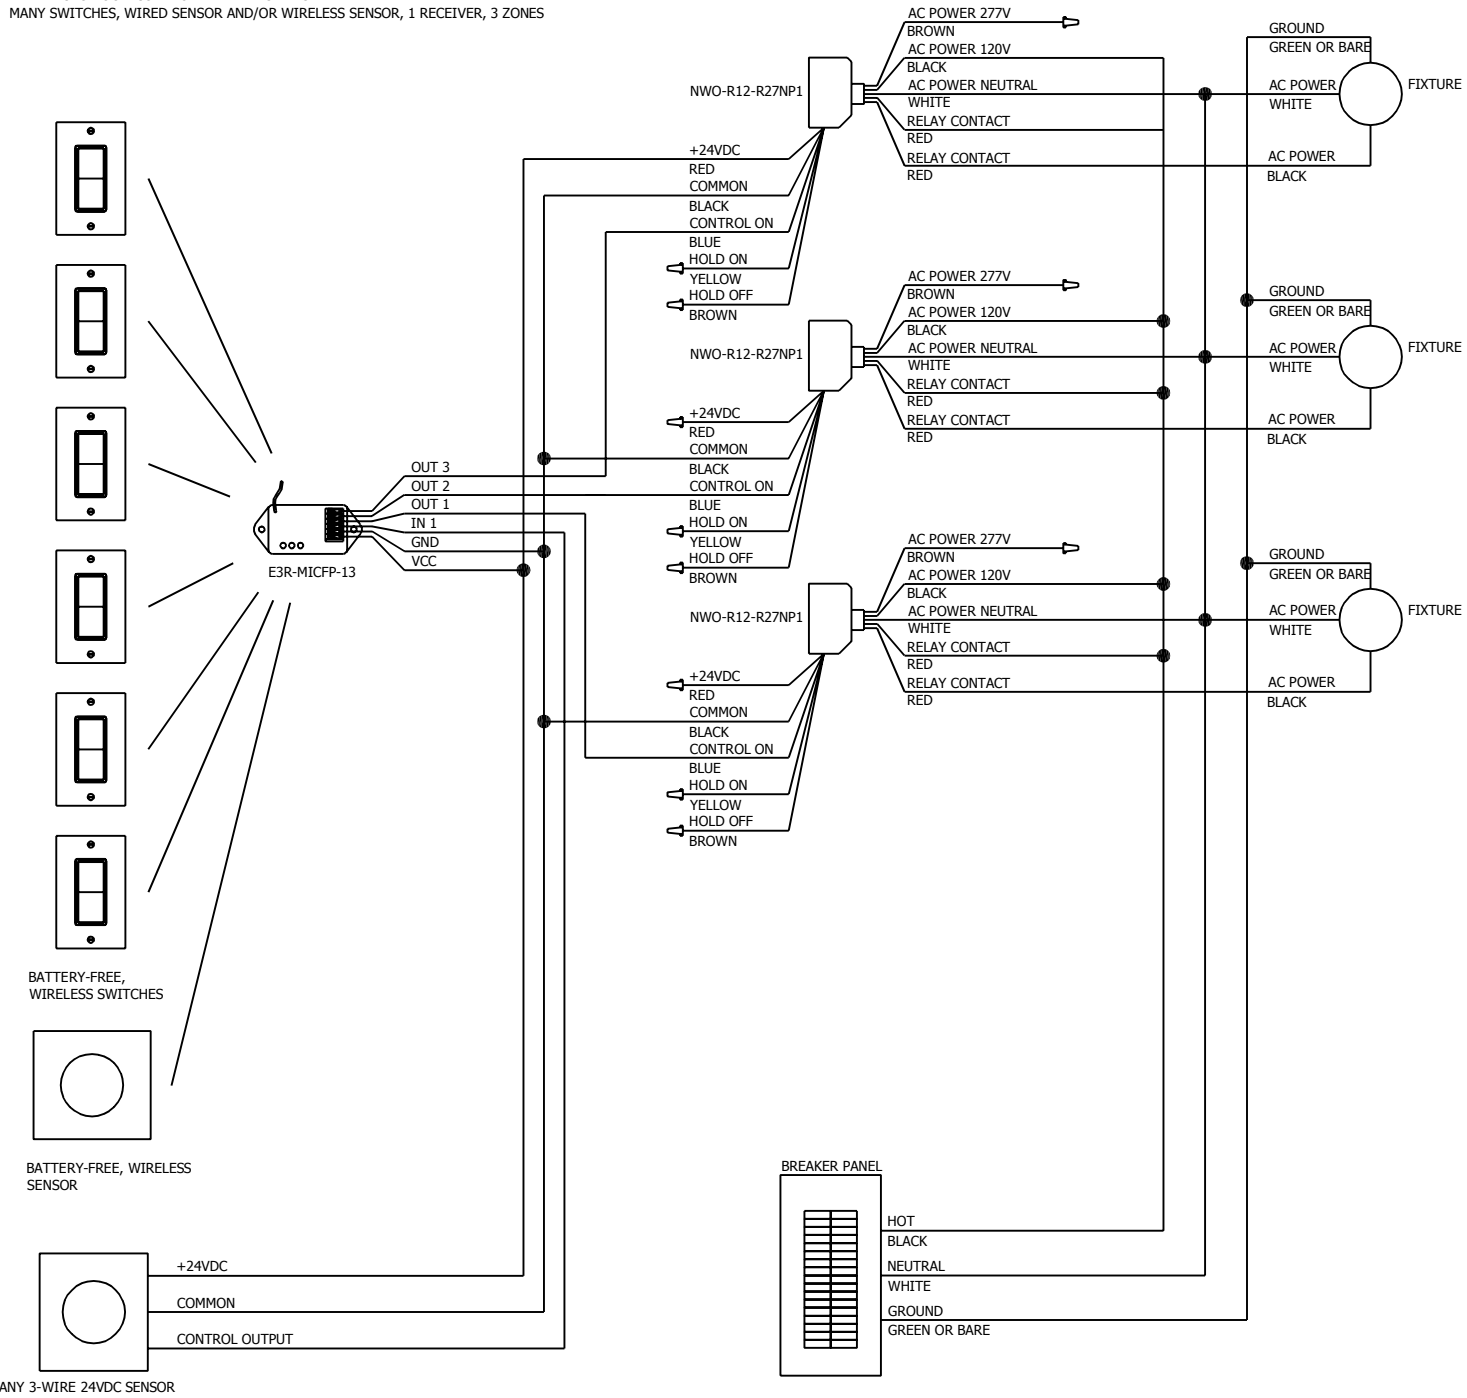 MANY SWITCHES, WIRED SENSOR AND/OR WIRELESS SENSOR, 1 RECEIVER, 3 ZONES
AC POWER 277V
BROWN
AC POWER 120V
BLACK
AC POWER NEUTRAL
WHITE
RELAY CONTACT
RED
RELAY CONTACT
RED
NWO-R12-R27NP1
+24VDC
RED
COMMON
BLACK
CONTROL ON
BLUE
HOLD ON
YELLOW
HOLD OFF
BROWN
GROUND
GREEN OR BARE
AC POWER
WHITE
FIXTURE
AC POWER
BLACK
AC POWER 277V
BROWN
AC POWER 120V
BLACK
AC POWER NEUTRAL
WHITE
RELAY CONTACT
RED
RELAY CONTACT
RED
NWO-R12-R27NP1
+24VDC
RED
COMMON
BLACK
CONTROL ON
BLUE
HOLD ON
YELLOW
HOLD OFF
BROWN
GROUND
GREEN OR BARE
AC POWER
WHITE
FIXTURE
AC POWER
BLACK
OUT 3
OUT 2
OUT 1
IN 1
GND
VCC
E3R-MICFP-13
AC POWER 277V
BROWN
AC POWER 120V
BLACK
AC POWER NEUTRAL
WHITE
RELAY CONTACT
RED
RELAY CONTACT
RED
NWO-R12-R27NP1
+24VDC
RED
COMMON
BLACK
CONTROL ON
BLUE
HOLD ON
YELLOW
HOLD OFF
BROWN
GROUND
GREEN OR BARE
AC POWER
WHITE
FIXTURE
AC POWER
BLACK
BATTERY-FREE,
WIRELESS SWITCHES
BATTERY-FREE, WIRELESS
SENSOR
BREAKER PANEL
HOT
BLACK
NEUTRAL
WHITE
GROUND
GREEN OR BARE
+24VDC
COMMON
CONTROL OUTPUT
ANY 3-WIRE 24VDC SENSOR